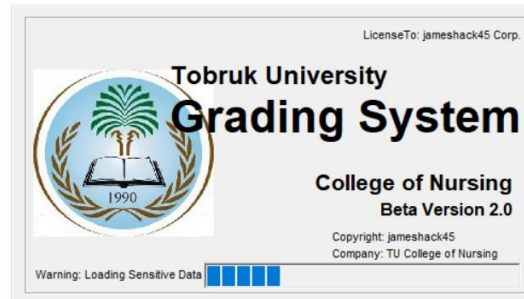 LicenseTo: jameshack45 Corp.
Tobruk University
Grading System
1990
College of Nursing
Beta Version 2.0
Copyright: jameshack45
Company: TU College of Nursing
Warning: Loading Sensitive Data